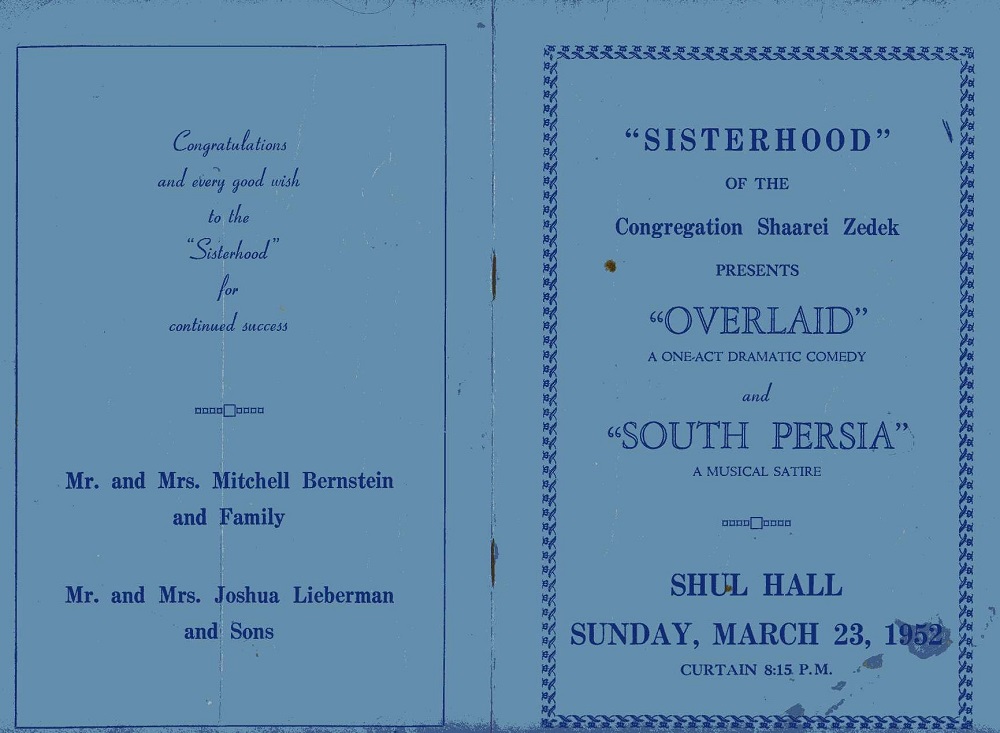 Congratulations
and every good wish
to the
“Sisterhood”
for
continued success
Mr. and Mrs. Mitchell Bernstein
and Family
Mr. and Mrs. Joshua Lieberman
and Sons
“SISTERHOOD”
OF THE
Congregation Shaarei Zedek
PRESENTS
“OVERLAID”
A ONE-ACT DRAMATIC COMEDY
and
“SOUTH PERSIA”
A MUSICAL SATIRE
SHUL HALL
SUNDAY, MARCH 23, 1952
CURTAIN 8:15 P.M.